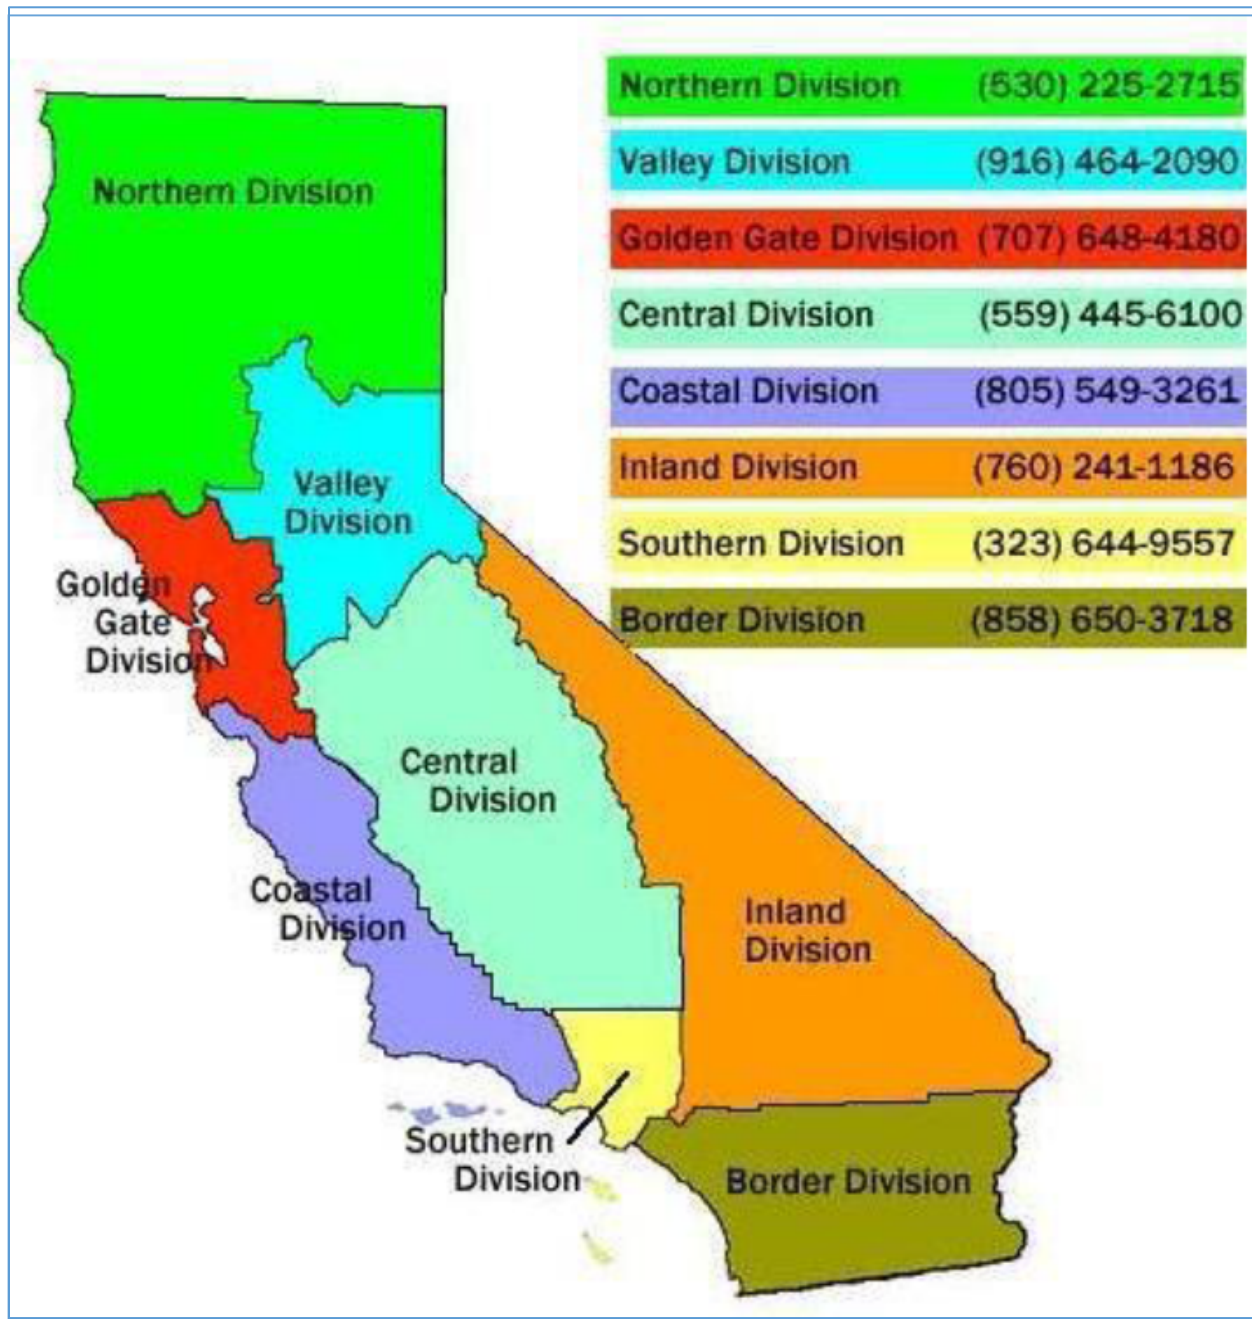 Northern Division (530) 225-2715
Valley Division (916) 464-2090
Golden Gate Division (707) 648-4180
Central Division (559) 445-6100
Coastal Division (805) 549-3261
Inland Division (760) 241-1186
Southern Division (323) 644-9557
Border Division (858) 650-3718
Northern Division
Valley
Division
Golden
Gate
Division
Central
Division
Coastal
Division
Inland
Division
Southern
Division
Border Division